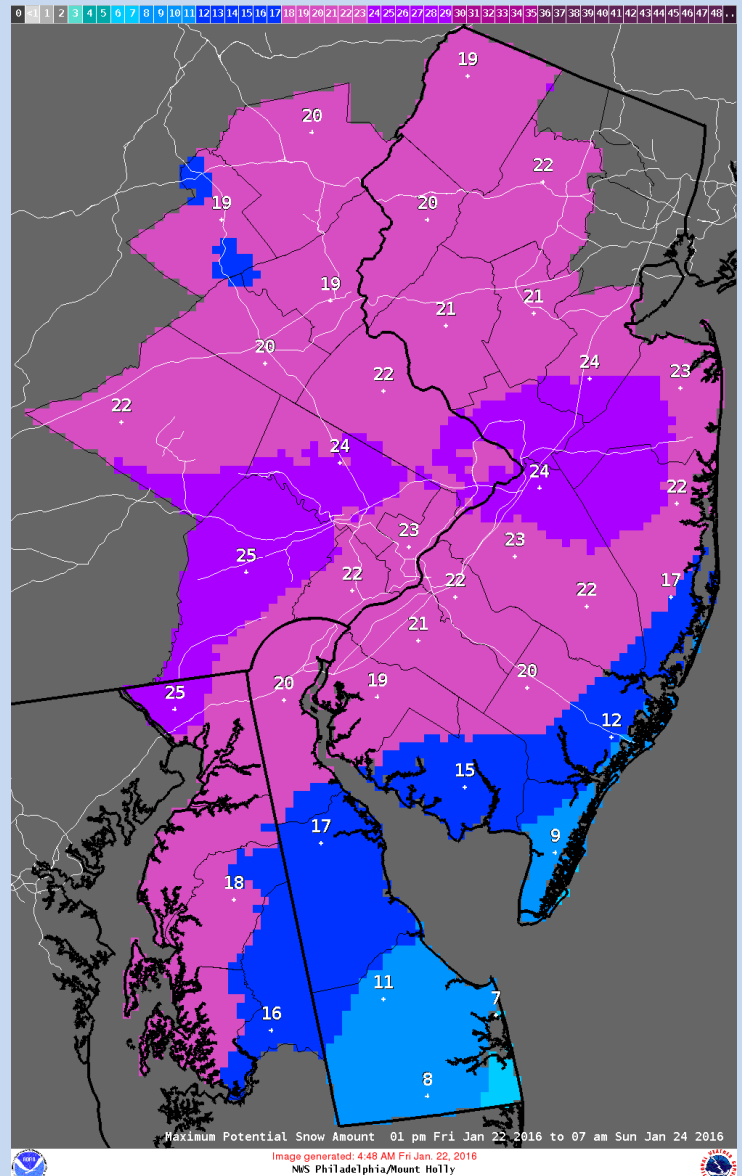 0 <1 1 2 3 4 5 6 7 8 9 10 11 12 13 14 15 16 17 18 19 20 21 22 23 24 25 26 27 28 29 30 31 32 33 34 35 36 37 38 39 40 41 42 43 44 45 46 47 48 ..
19
20
22
19 20
19
21 21
20
22 24 23
22
24
24 22
23 23
25 22 22 22 17
21
25 20 19 20
12
15
17 9
18
11 7
16
8
Maximum Potential Snow Amount 01 pm Fri Jan 22 2016 to 07 am Sun Jan 24 2016
Image generated: 4:48 AM Fri Jan. 22, 2016
NWS Philadelphia/Mount Holly